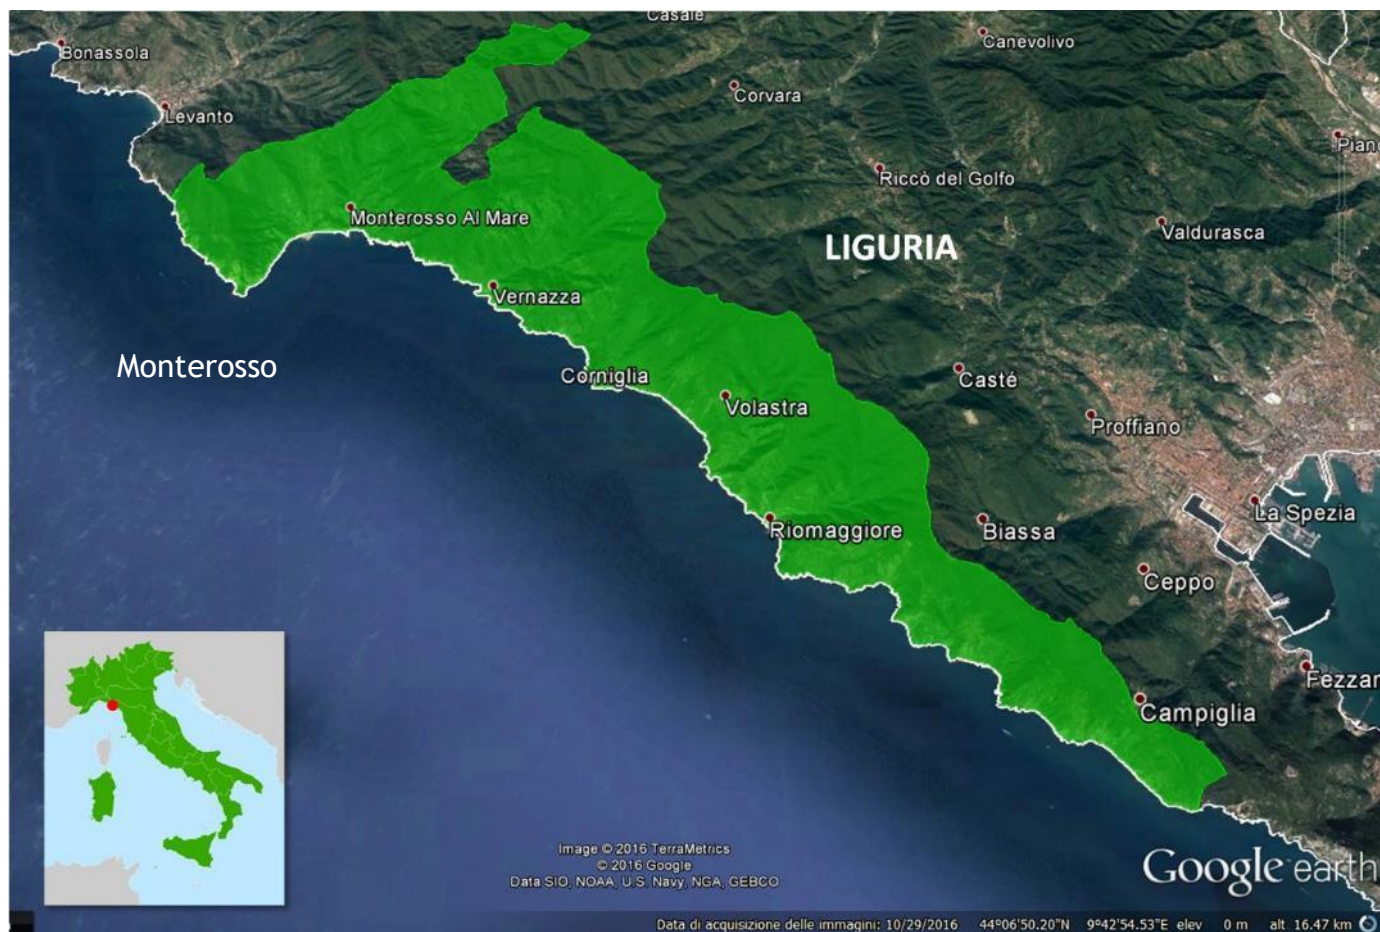 Casale
Bonassola
Canevolivo
Corvara
Levanto
Piano
Riccò del Golfo
Monterosso Al Mare
Valdurasca
LIGURIA
Vernazza
Monterosso
Corniglia
Casté
Volastra
Proffiano
La Spezia
Riomaggiore
Biassa
Ceppo
Fezzan
Campiglia
Image © 2016 TerraMetrics
© 2016 Google
Data SIO, NOAA, U.S. Navy, NGA, GEBCO
Google earth
Data di acquisizione delle immagini: 10/29/2016 44°06'50.20"N 9°42'54.53"E elev 0 m alt 16.47 km